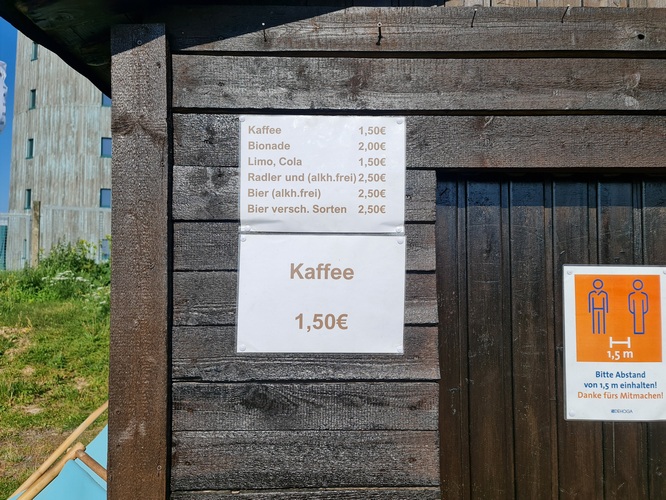 Kaffee 1,50€
Bionade 2,00€
Limo, Cola 1,50€
Radler und (alkh.frei) 2,50€
Bier (alkh.frei) 2,50€
Bier versch. Sorten 2,50€
Kaffee
1,50€
1,5 m
Bitte Abstand
von 1,5 m einhalten!
Danke fürs Mitmachen!